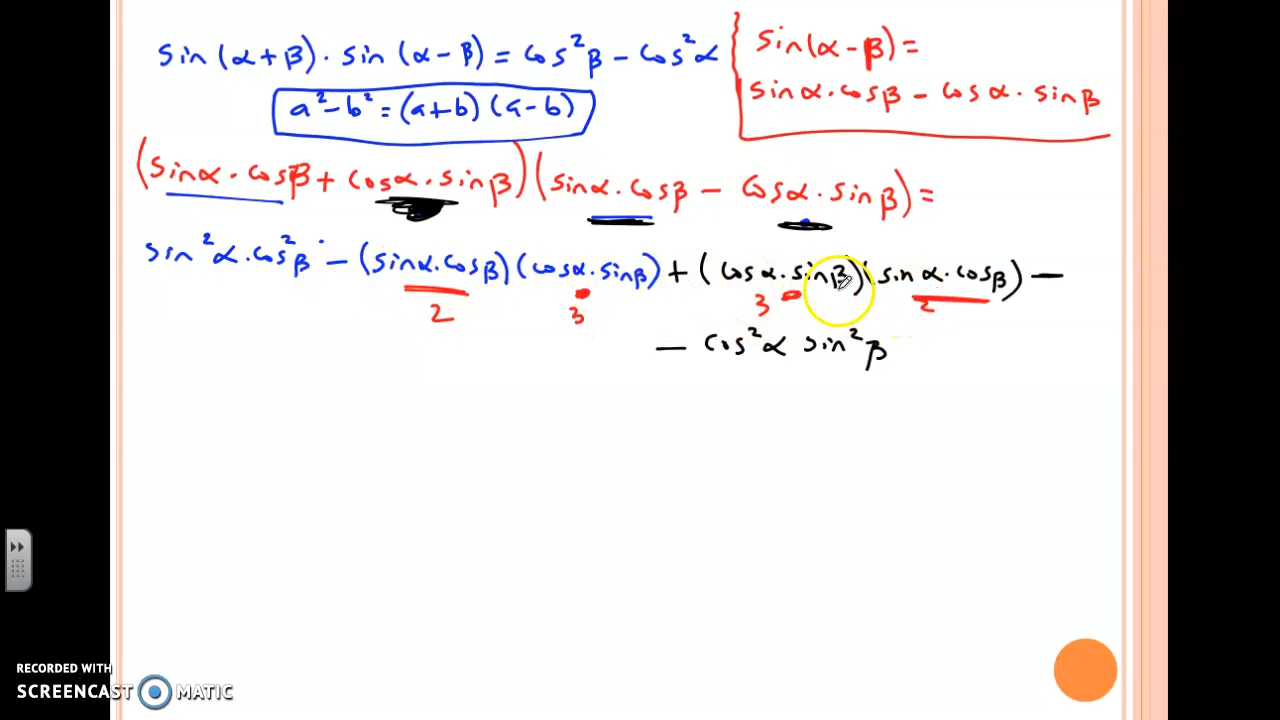 sin(α+β)·sin(α-β)=cos²β-cos²α
a²-b²=(a+b)(a-b)
sin(α-β)=
sinα·cosβ-cosα·sinβ
(sinα·cosβ+cosα·sinβ)(sinα·cosβ-cosα·sinβ)=
sin²α·cos²β-(sinα·cosβ)(cosα·sinβ)+(cosα·sinβ)(sinα·cosβ)-
2 3 3 2
-cos²α sin²β
RECORDED WITH
SCREENCAST MATIC